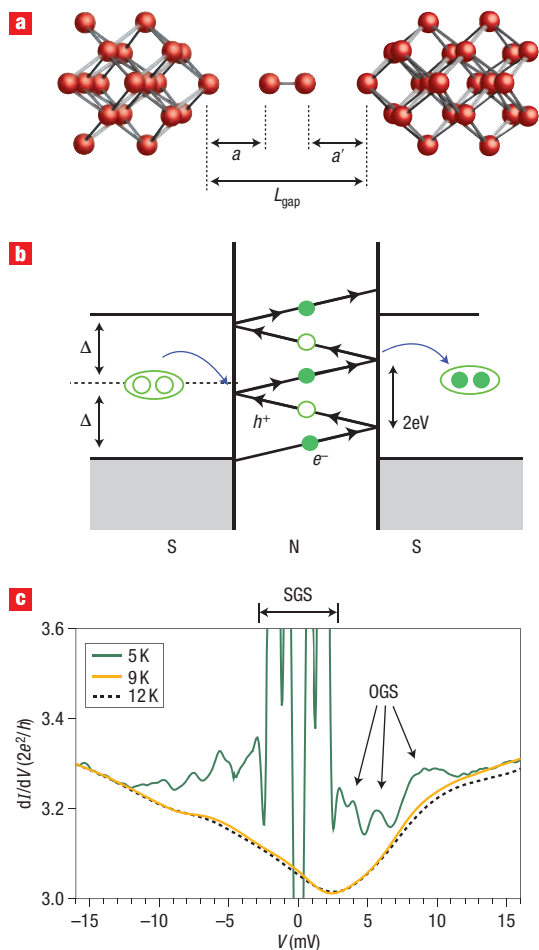 a
a a′
L gap
b
Δ
Δ
h⁺
e⁻
2eV
S N S
c
SGS
3.6
3.4
3.2
3.0
dI/dV (2e²/h)
5 K
9 K
12 K
OGS
−15 −10 −5 0 5 10 15
V (mV)